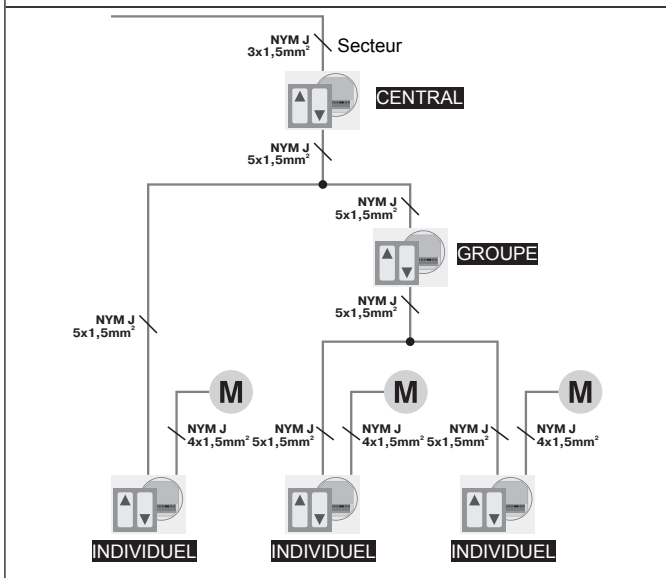 NYM J
3x1,5mm²
Secteur
CENTRAL
NYM J
5x1,5mm²
NYM J
5x1,5mm²
GROUPE
NYM J
5x1,5mm²
NYM J
5x1,5mm²
M
M
M
NYM J
4x1,5mm²
NYM J
5x1,5mm²
NYM J
4x1,5mm²
NYM J
5x1,5mm²
NYM J
4x1,5mm²
INDIVIDUEL
INDIVIDUEL
INDIVIDUEL